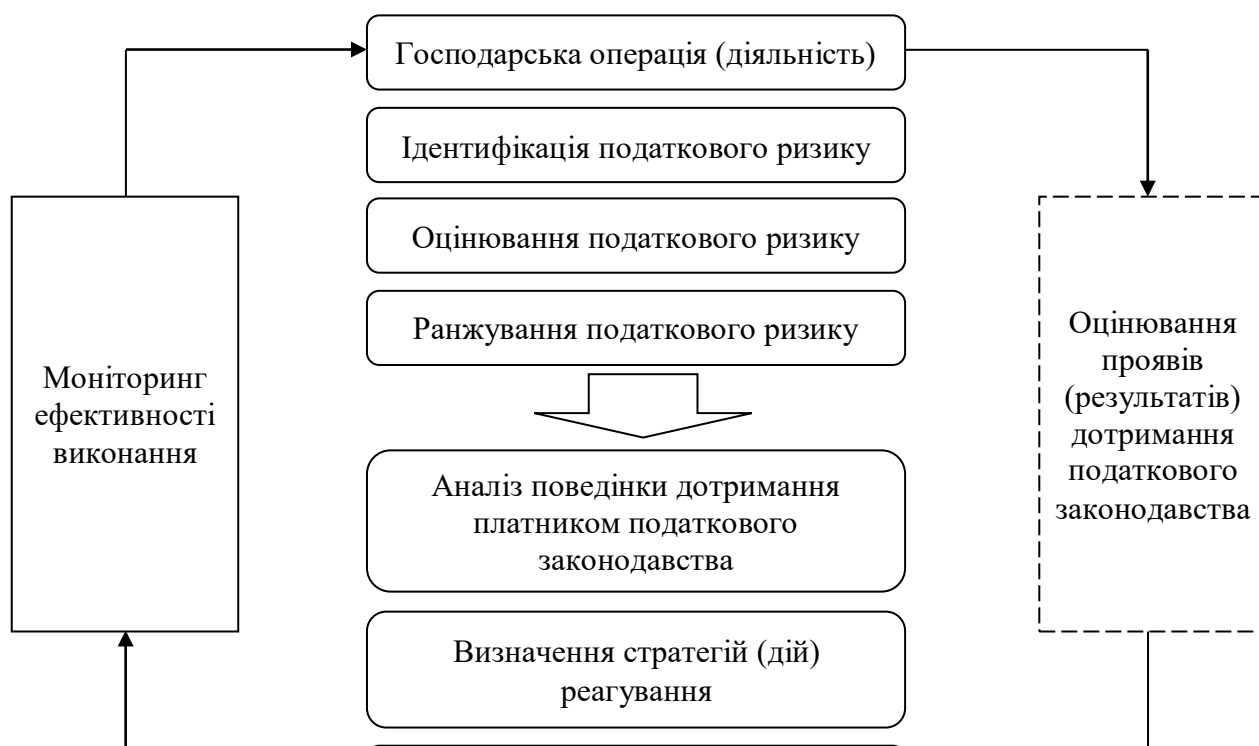 Господарська операція (діяльність)
Ідентифікація податкового ризику
Оцінювання податкового ризику
Ранжування податкового ризику
Моніторинг
ефективності
виконання
Оцінювання
проявів
(результатів)
дотримання
податкового
законодавства
Аналіз поведінки дотримання
платником податкового
законодавства
Визначення стратегій (дій)
реагування